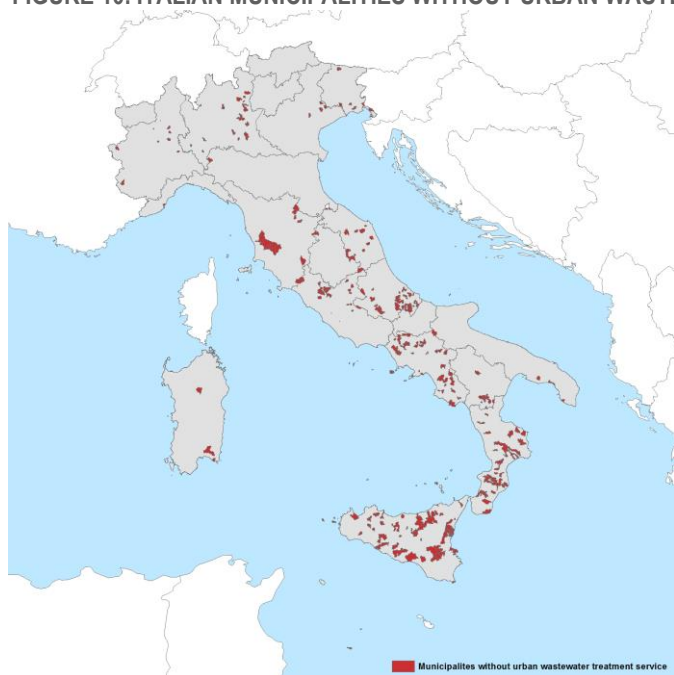 FIGURE 10. ITALIAN MUNICIPALITIES WITHOUT URBAN
Municipalites without urban wastewater treatment service